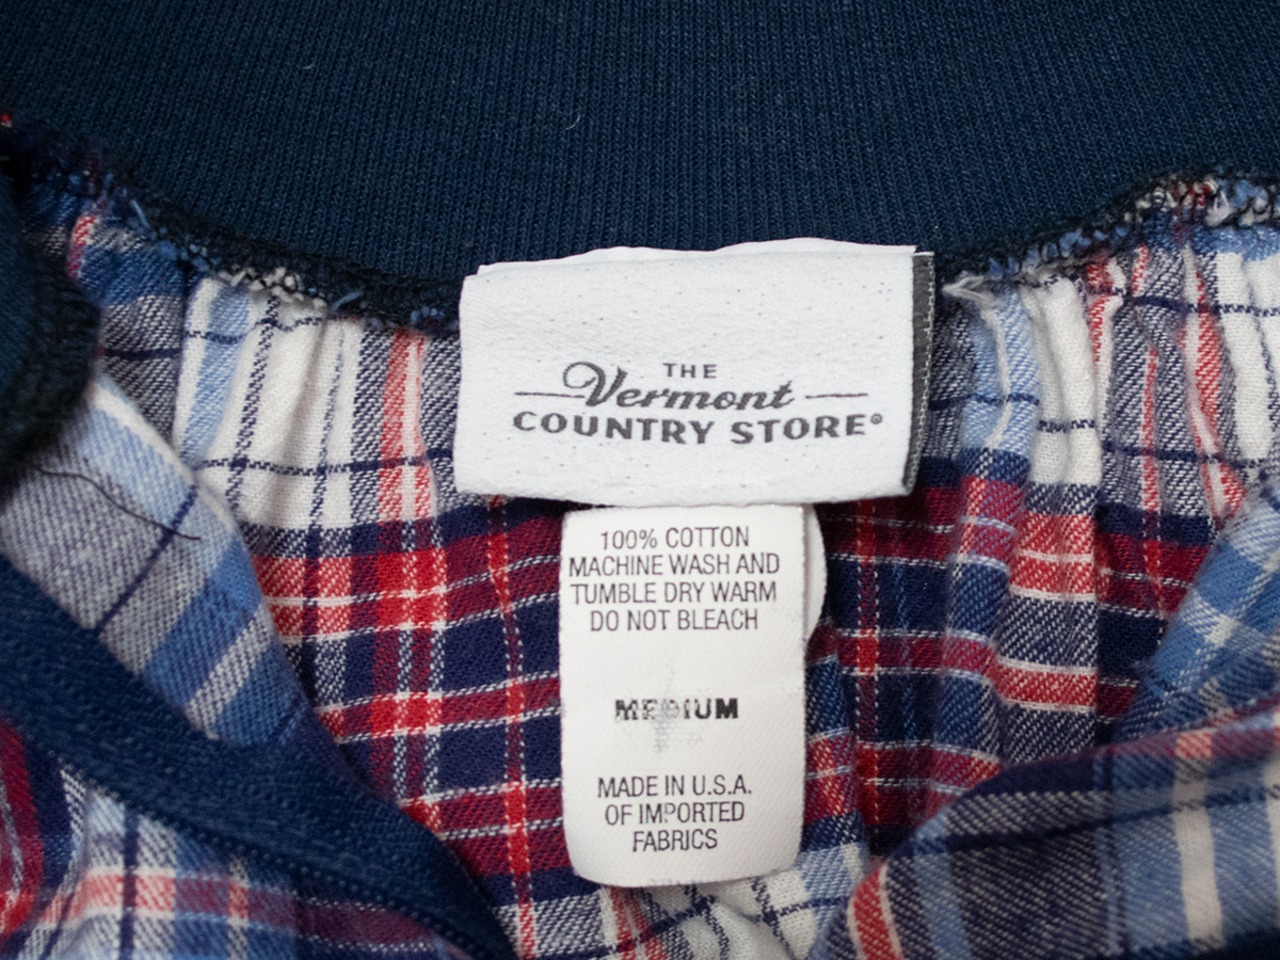 THE
Vermont
COUNTRY STORE®
100% COTTON
MACHINE WASH AND
TUMBLE DRY WARM
DO NOT BLEACH
MEDIUM
MADE IN U.S.A.
OF IMPORTED
FABRICS